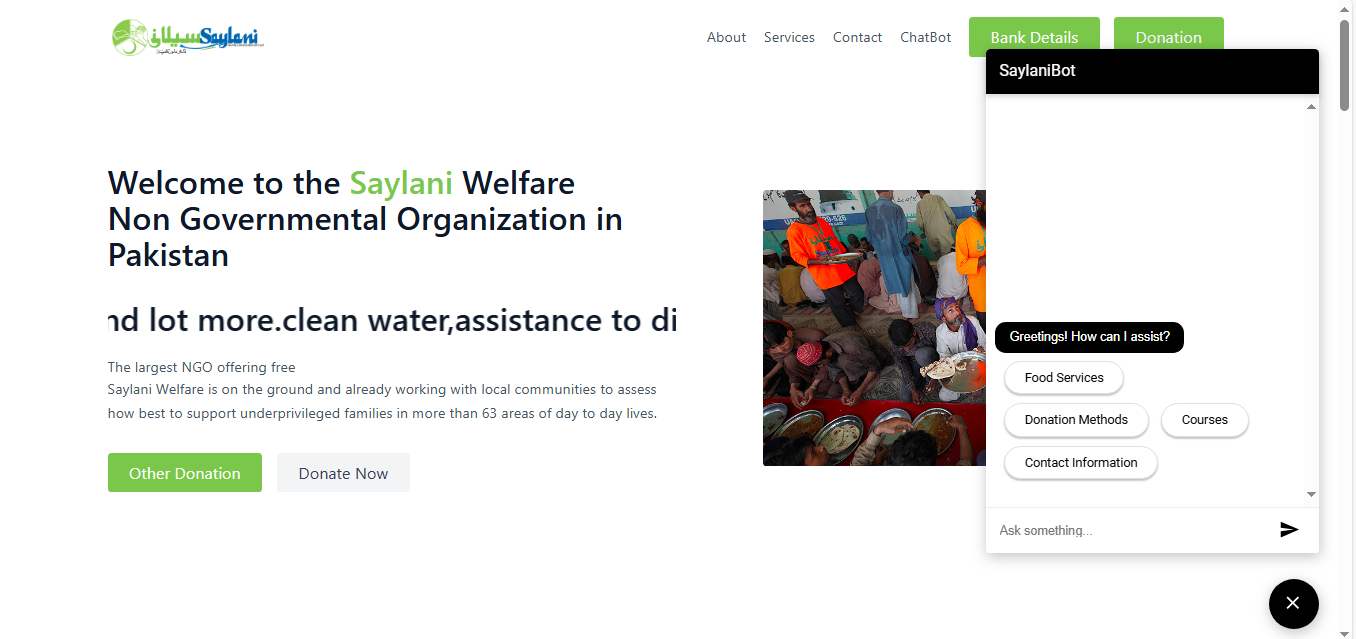 سیلانی Saylani
About Services Contact ChatBot Bank Details Donation
SaylaniBot
Welcome to the Saylani Welfare
Non Governmental Organization in
Pakistan
nd lot more.clean water,assistance to di
The largest NGO offering free
Saylani Welfare is on the ground and already working with local communities to assess
how best to support underprivileged families in more than 63 areas of day to day lives.
Other Donation Donate Now
Greetings! How can I assist?
Food Services
Donation Methods Courses
Contact Information
Ask something...